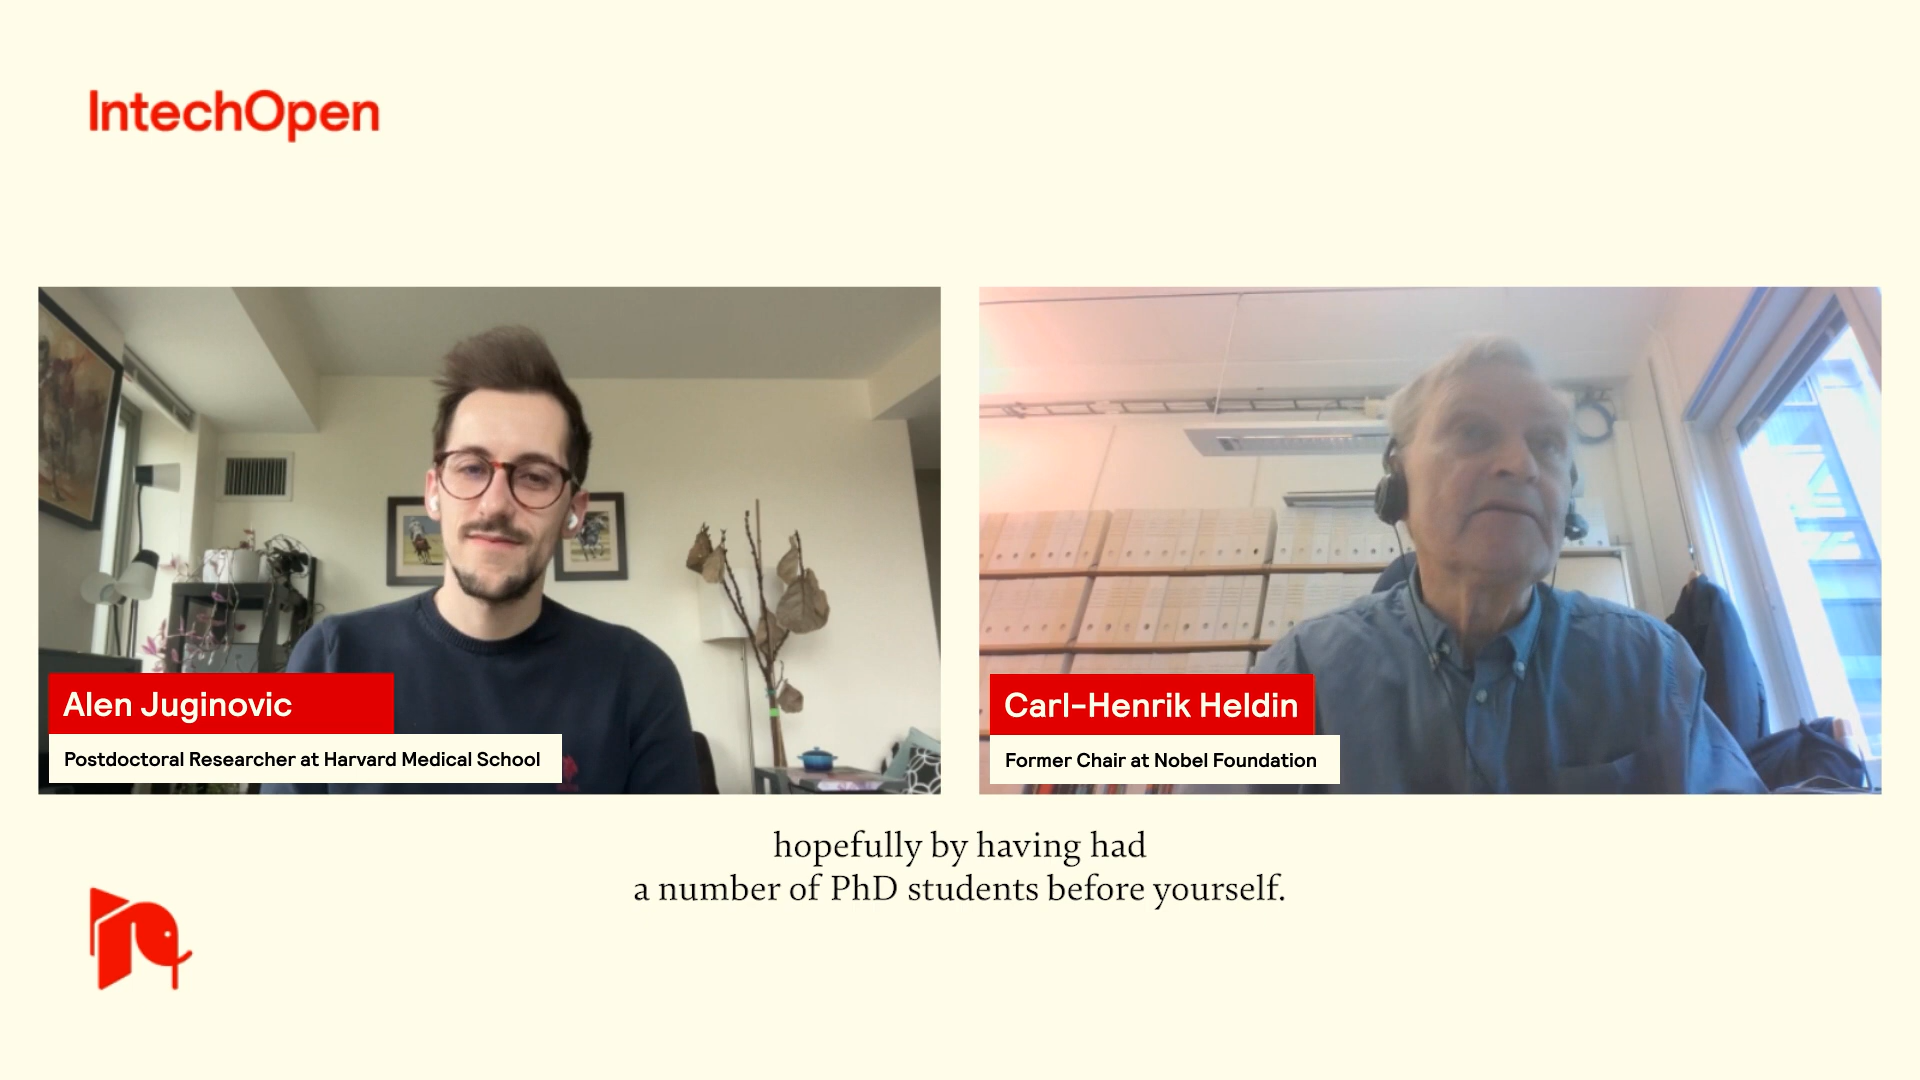 IntechOpen
Alen Juginovic
Postdoctoral Researcher at Harvard Medical School
Carl-Henrik Heldin
Former Chair at Nobel Foundation
hopefully by having had
a number of PhD students before yourself.